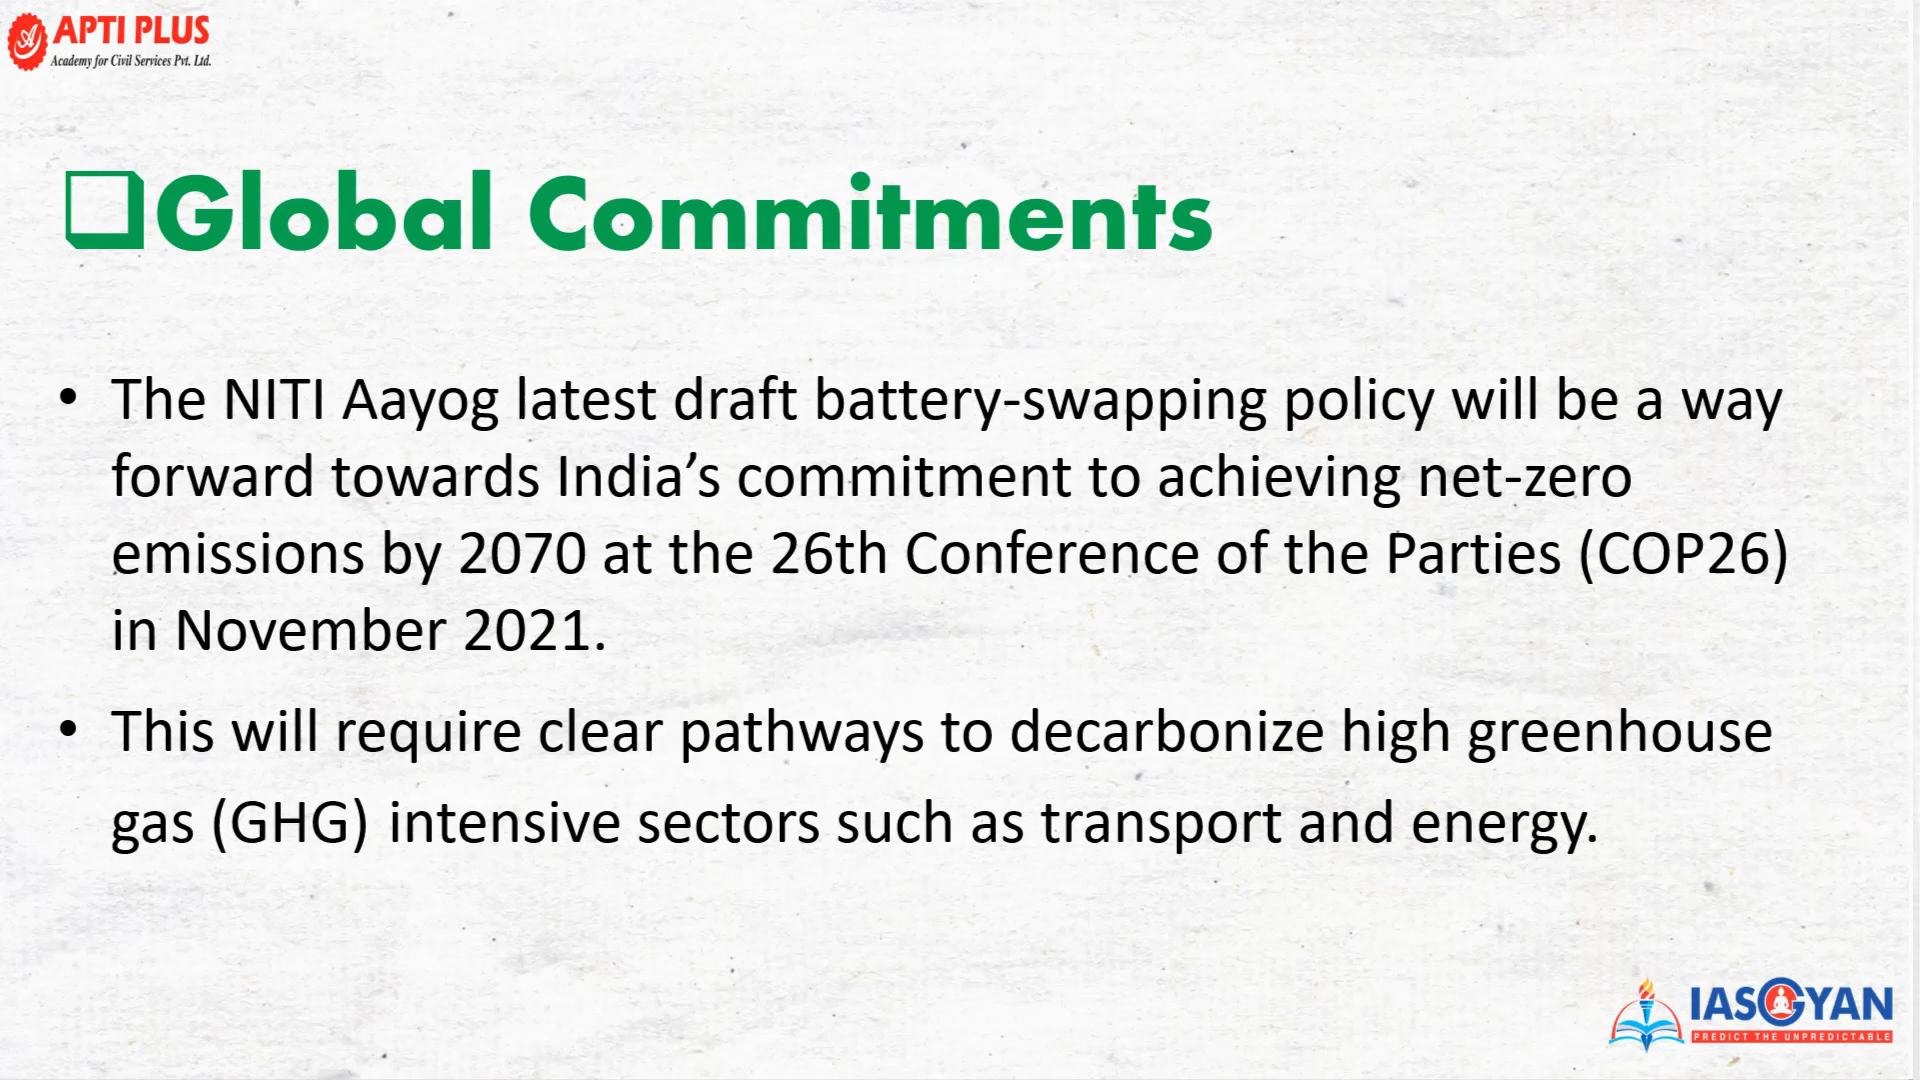 APTI PLUS
Academy for Civil Services Pvt. Ltd.
❑Global Commitments
• The NITI Aayog latest draft battery-swapping policy will be a way
forward towards India’s commitment to achieving net-zero
emissions by 2070 at the 26th Conference of the Parties (COP26)
in November 2021.
• This will require clear pathways to decarbonize high greenhouse
gas (GHG) intensive sectors such as transport and energy.
IASGYAN
PREDICT THE UNPREDICTABLE